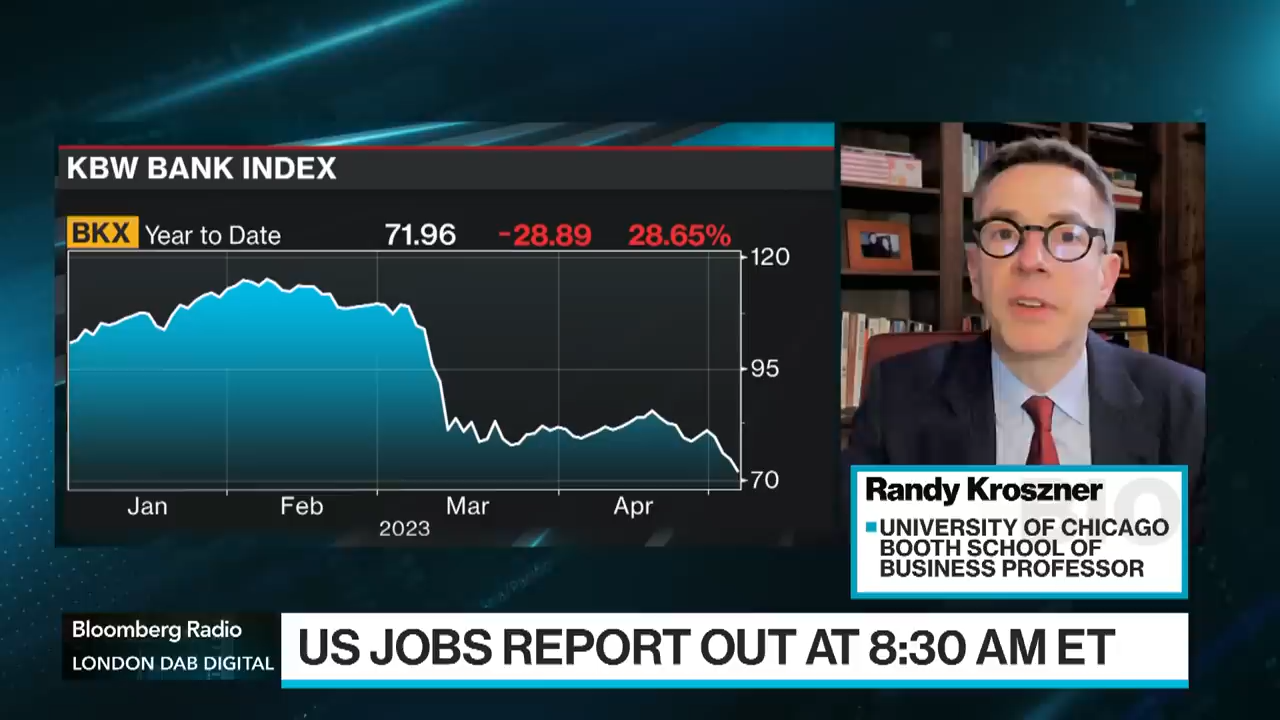 KBW BANK INDEX
BKX Year to Date 71.96 -28.89 28.65%
120
95
70
Jan Feb Mar Apr
2023
Randy Kroszner
UNIVERSITY OF CHICAGO
BOOTH SCHOOL OF
BUSINESS PROFESSOR
Bloomberg Radio
LONDON DAB DIGITAL
US JOBS REPORT OUT AT 8:30 AM ET